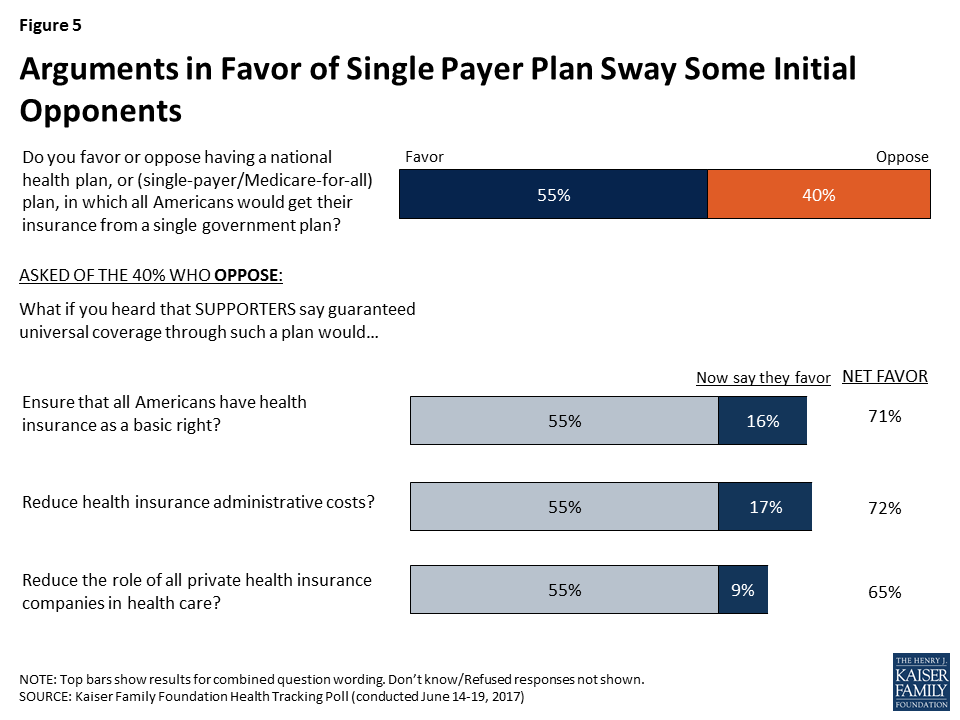 Figure 5
Arguments in Favor of Single Payer Plan Sway Some Initial
Opponents
Do you favor or oppose having a national
health plan, or (single-payer/Medicare-for-all)
plan, in which all Americans would get their
insurance from a single government plan?
Favor
Oppose
55%
40%
ASKED OF THE 40% WHO OPPOSE:
What if you heard that SUPPORTERS say guaranteed
universal coverage through such a plan would…
Now say they favor
NET FAVOR
Ensure that all Americans have health
insurance as a basic right?
55%
16%
71%
Reduce health insurance administrative costs?
55%
17%
72%
Reduce the role of all private health insurance
companies in health care?
55%
9%
65%
NOTE: Top bars show results for combined question wording. Don’t know/Refused responses not shown.
SOURCE: Kaiser Family Foundation Health Tracking Poll (conducted June 14-19, 2017)
THE HENRY J.
KAISER
FAMILY
FOUNDATION